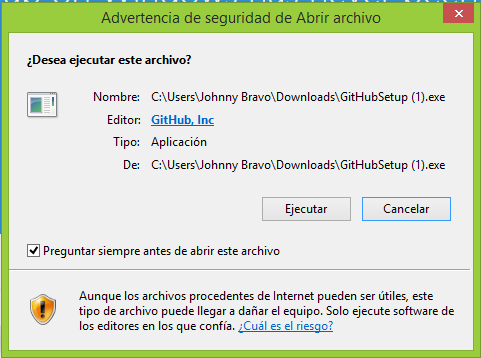 Advertencia de seguridad de Abrir archivo
¿Desea ejecutar este archivo?
Nombre: C:\Users\Johnny Bravo\Downloads\GitHubSetup (1).exe
Editor: GitHub, Inc
Tipo: Aplicación
De: C:\Users\Johnny Bravo\Downloads\GitHubSetup (1).exe
Ejecutar Cancelar
Preguntar siempre antes de abrir este archivo
Aunque los archivos procedentes de Internet pueden ser útiles, este
tipo de archivo puede llegar a dañar el equipo. Solo ejecute software de
los editores en los que confía. ¿Cuál es el riesgo?